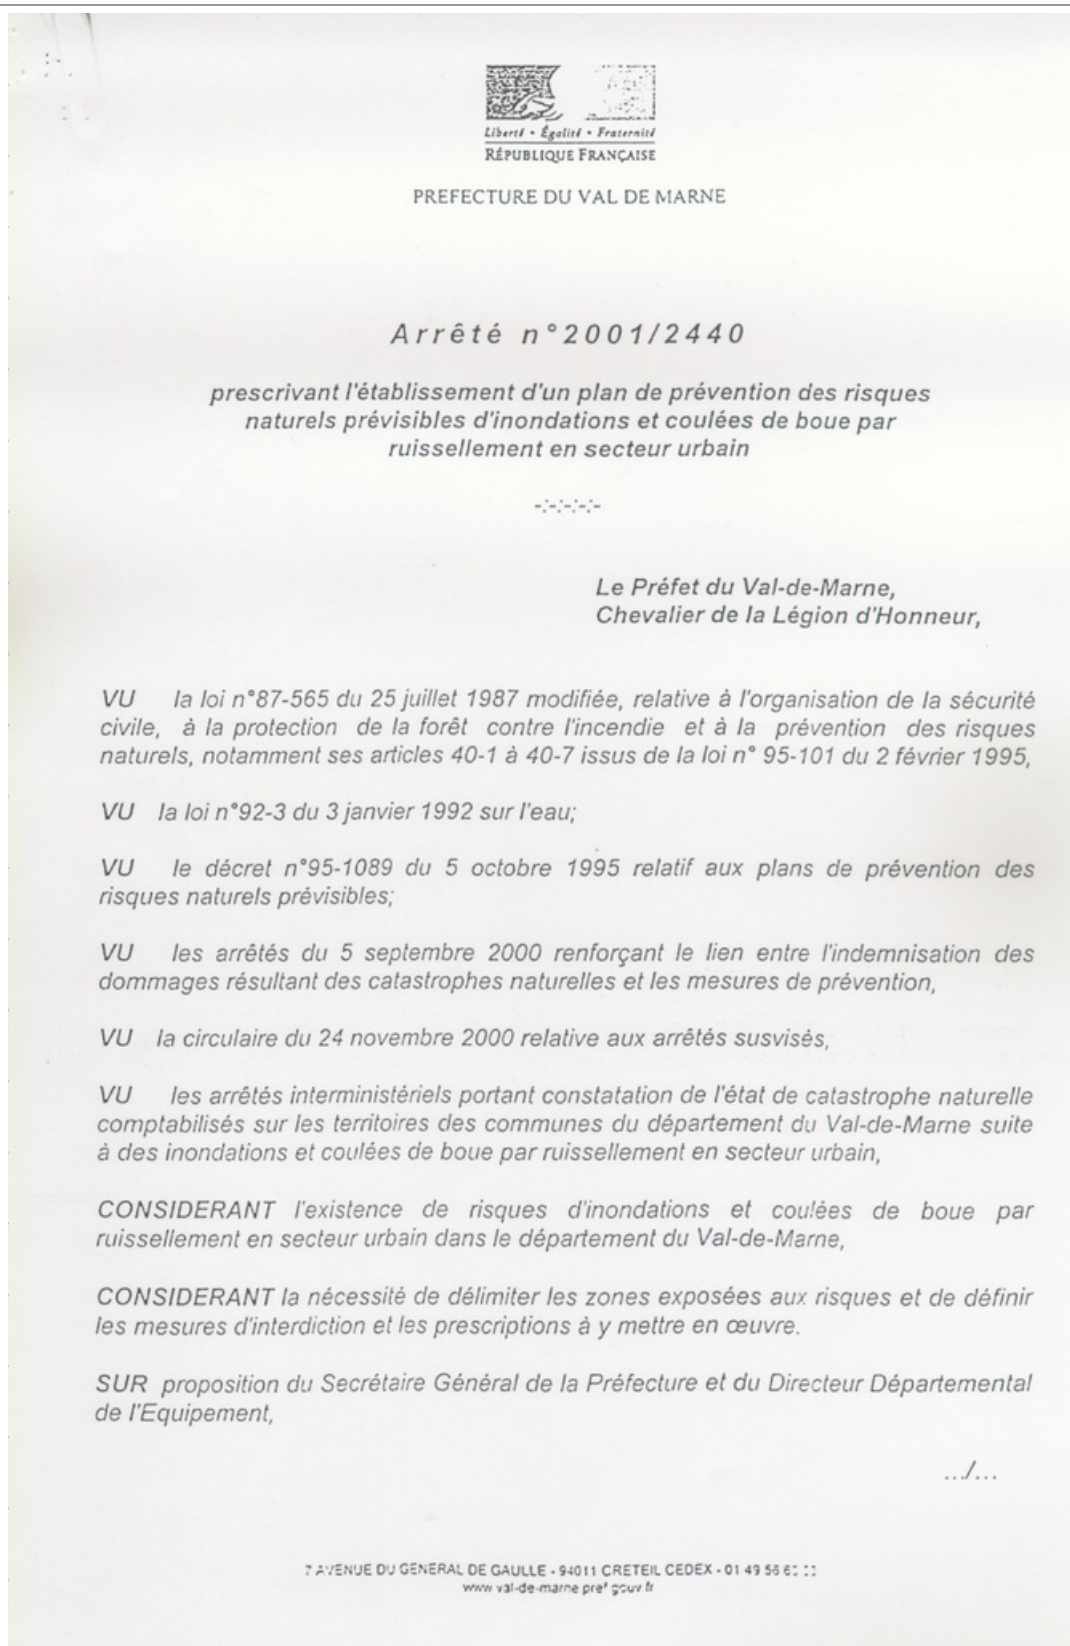 Liberté • Égalité • Fraternité
RÉPUBLIQUE FRANÇAISE
PREFECTURE DU VAL DE MARNE
Arrêté n°2001/2440
prescrivant l'établissement d'un plan de prévention des risques
naturels prévisibles d'inondations et coulées de boue par
ruissellement en secteur urbain
-:-:-:-:-
Le Préfet du Val-de-Marne,
Chevalier de la Légion d'Honneur,
VU la loi n°87-565 du 25 juillet 1987 modifiée, relative à l'organisation de la sécurité
civile, à la protection de la forêt contre l'incendie et à la prévention des risques
naturels, notamment ses articles 40-1 à 40-7 issus de la loi n° 95-101 du 2 février 1995,
VU la loi n°92-3 du 3 janvier 1992 sur l'eau;
VU le décret n°95-1089 du 5 octobre 1995 relatif aux plans de prévention des
risques naturels prévisibles;
VU les arrêtés du 5 septembre 2000 renforçant le lien entre l'indemnisation des
dommages résultant des catastrophes naturelles et les mesures de prévention,
VU la circulaire du 24 novembre 2000 relative aux arrêtés susvisés,
VU les arrêtés interministériels portant constatation de l'état de catastrophe naturelle
comptabilisés sur les territoires des communes du département du Val-de-Marne suite
à des inondations et coulées de boue par ruissellement en secteur urbain,
CONSIDERANT l'existence de risques d'inondations et coulées de boue par
ruissellement en secteur urbain dans le département du Val-de-Marne,
CONSIDERANT la nécessité de délimiter les zones exposées aux risques et de définir
les mesures d'interdiction et les prescriptions à y mettre en œuvre.
SUR proposition du Secrétaire Général de la Préfecture et du Directeur Départemental
de l'Equipement,
.../...
7 AVENUE DU GENERAL DE GAULLE - 94011 CRETEIL CEDEX - 01 49 56
www val-de-marne pref gouv fr